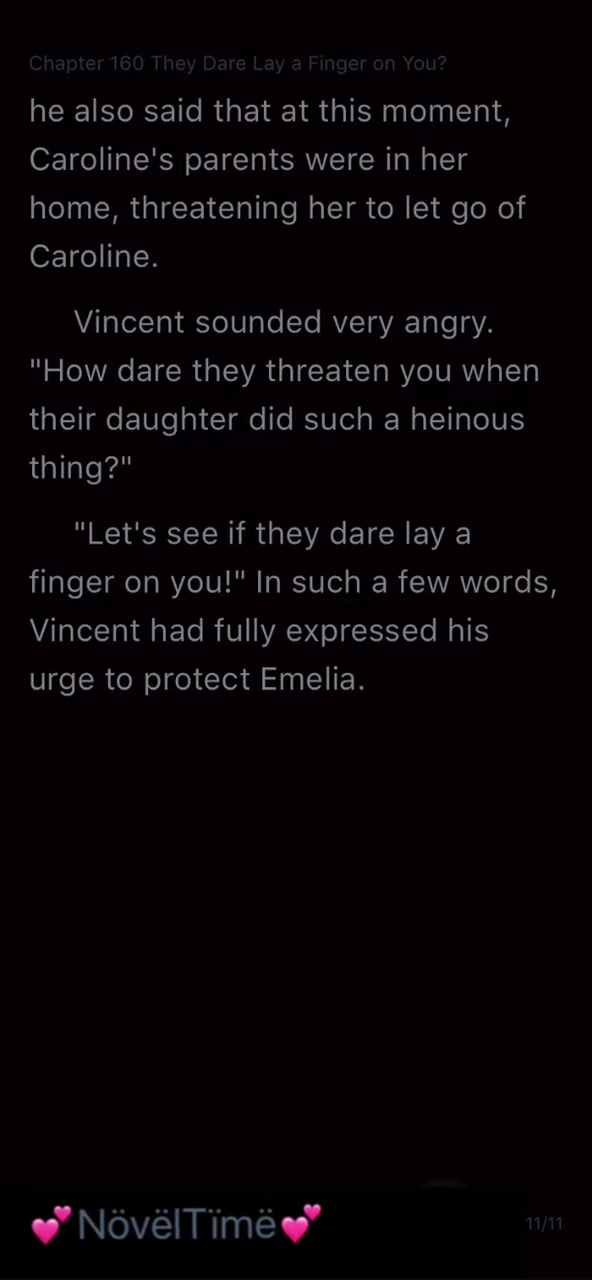 Chapter 160 They Dare Lay a Finger on You?
he also said that at this moment,
Caroline's parents were in her
home, threatening her to let go of
Caroline.
Vincent sounded very angry.
"How dare they threaten you when
their daughter did such a heinous
thing?"
"Let's see if they dare lay a
finger on you!" In such a few words,
Vincent had fully expressed his
urge to protect Emelia.
💕NövëlTïmë💕
11/11